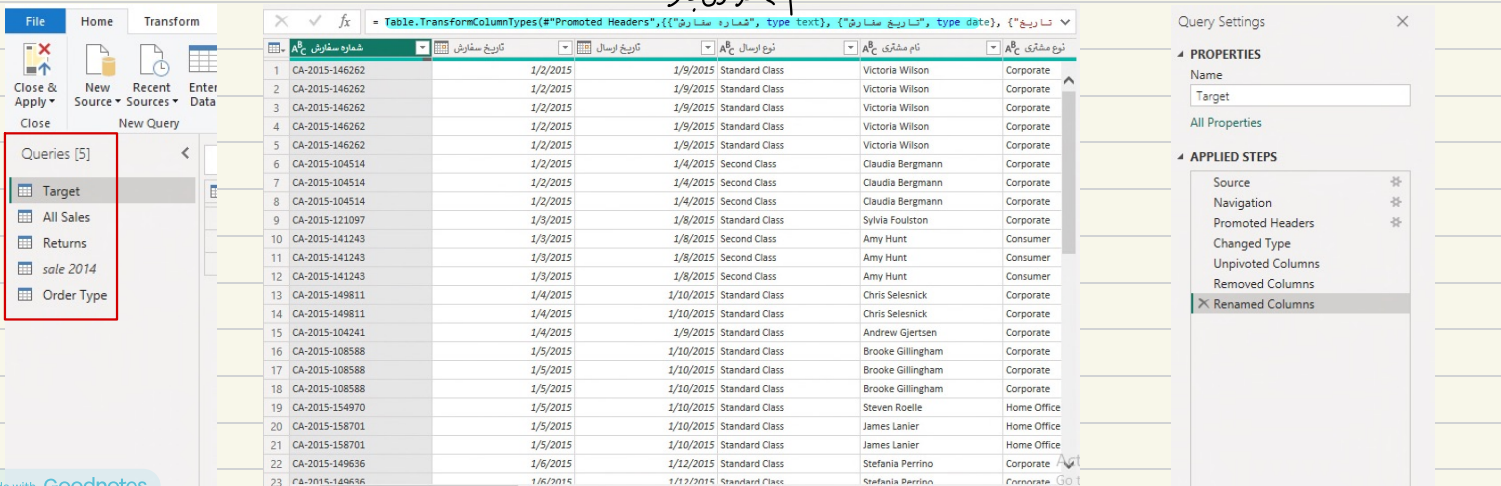 File Home Transform
Close & Apply
New Source
Recent Sources
Enter Data
Close New Query
Queries [5]
Target
All Sales
Returns
sale 2014
Order Type
= Table.TransformColumnTypes(#"Promoted Headers",{{"شماره سفارش", type text}, {"تاریخ سفارش", type date}, {"تاریخ
شماره سفارش تاریخ سفارش تاریخ ارسال نوع ارسال نام مشتری نوع مشتری
1 CA-2015-146262 1/2/2015 1/9/2015 Standard Class Victoria Wilson Corporate
2 CA-2015-146262 1/2/2015 1/9/2015 Standard Class Victoria Wilson Corporate
3 CA-2015-146262 1/2/2015 1/9/2015 Standard Class Victoria Wilson Corporate
4 CA-2015-146262 1/2/2015 1/9/2015 Standard Class Victoria Wilson Corporate
5 CA-2015-146262 1/2/2015 1/9/2015 Standard Class Victoria Wilson Corporate
6 CA-2015-104514 1/2/2015 1/4/2015 Second Class Claudia Bergmann Corporate
7 CA-2015-104514 1/2/2015 1/4/2015 Second Class Claudia Bergmann Corporate
8 CA-2015-104514 1/2/2015 1/4/2015 Second Class Claudia Bergmann Corporate
9 CA-2015-121097 1/3/2015 1/8/2015 Standard Class Sylvia Foulston Corporate
10 CA-2015-141243 1/3/2015 1/8/2015 Second Class Amy Hunt Consumer
11 CA-2015-141243 1/3/2015 1/8/2015 Second Class Amy Hunt Consumer
12 CA-2015-141243 1/3/2015 1/8/2015 Second Class Amy Hunt Consumer
13 CA-2015-149811 1/4/2015 1/10/2015 Standard Class Chris Selesnick Corporate
14 CA-2015-149811 1/4/2015 1/10/2015 Standard Class Chris Selesnick Corporate
15 CA-2015-104241 1/4/2015 1/9/2015 Standard Class Andrew Gjertsen Corporate
16 CA-2015-108588 1/5/2015 1/10/2015 Standard Class Brooke Gillingham Corporate
17 CA-2015-108588 1/5/2015 1/10/2015 Standard Class Brooke Gillingham Corporate
18 CA-2015-108588 1/5/2015 1/10/2015 Standard Class Brooke Gillingham Corporate
19 CA-2015-154970 1/5/2015 1/10/2015 Standard Class Steven Roelle Home Office
20 CA-2015-158701 1/5/2015 1/10/2015 Standard Class James Lanier Home Office
21 CA-2015-158701 1/5/2015 1/10/2015 Standard Class James Lanier Home Office
22 CA-2015-149636 1/6/2015 1/12/2015 Standard Class Stefania Perrino Corporate
23 CA-2015-149636 1/6/2015 1/12/2015 Standard Class Stefania Perrino Corporate
Query Settings
PROPERTIES
Name
Target
All Properties
APPLIED STEPS
Source
Navigation
Promoted Headers
Changed Type
Unpivoted Columns
Removed Columns
Renamed Columns
with Goodnotes